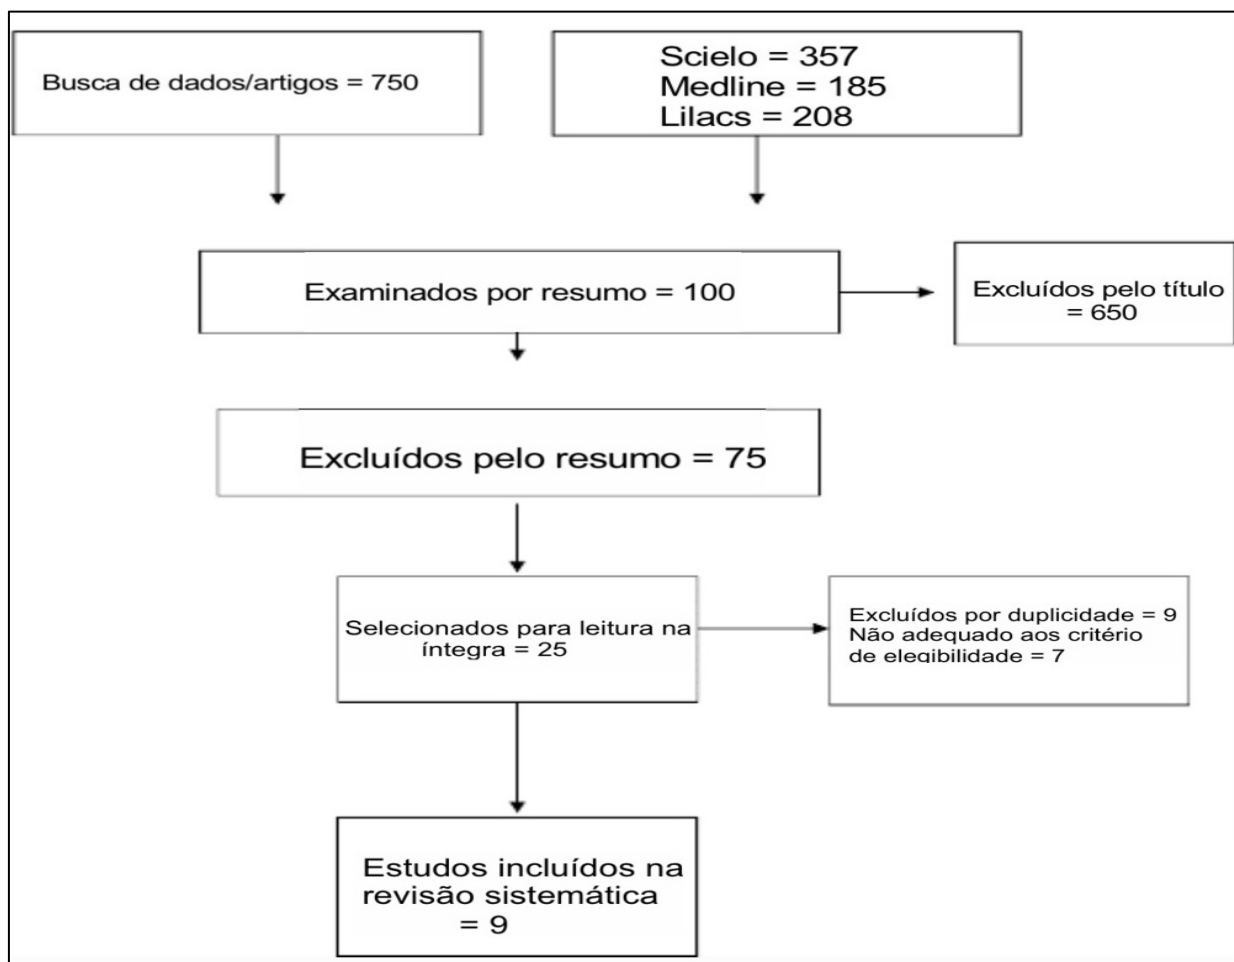 Busca de dados/artigos = 750
Scielo = 357
Medline = 185
Lilacs = 208
Examinados por resumo = 100
Excluídos pelo título
= 650
Excluídos pelo resumo = 75
Selecionados para leitura na
íntegra = 25
Excluídos por duplicidade = 9
Não adequado aos critério
de elegibilidade = 7
Estudos incluídos na
revisão sistemática
= 9